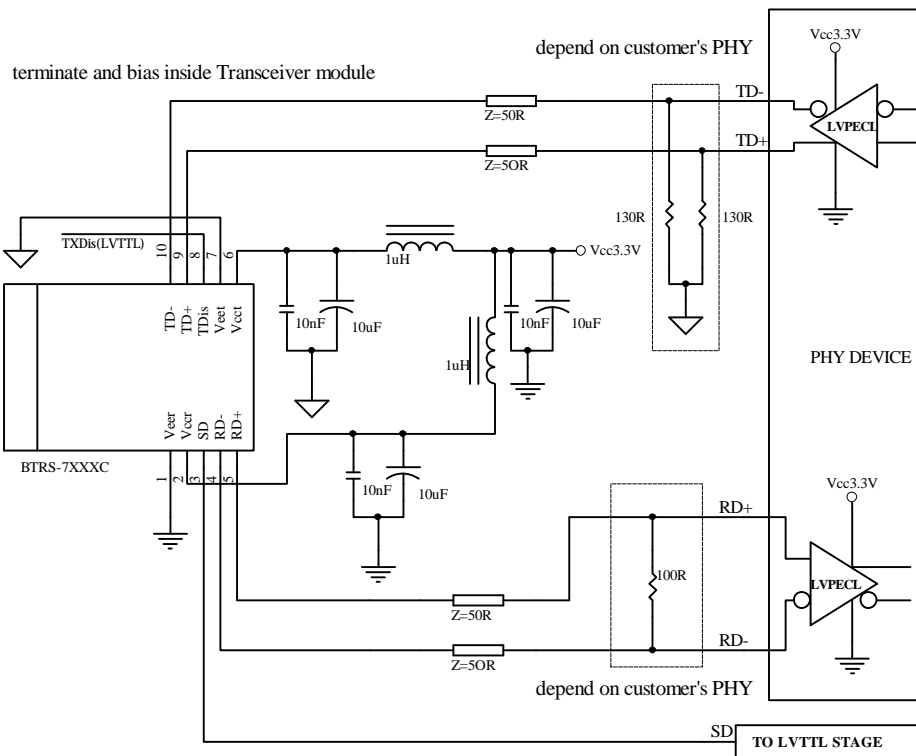 depend on customer's PHY
Vcc3.3V
terminate and bias inside Transceiver module
TD-
Z=50R
LVPECL
TD+
Z=5OR
130R
130R
TXDis(LVTTL)
10
9
8
7
6
1uH
Vcc3.3V
TD-
TD+
TDis
Veet
Vcct
10nF
10uF
10nF
10uF
1uH
PHY DEVICE
Veer
Vccr
SD
RD-
RD+
BTRS-7XXXC
1
2
3
4
5
10nF
10uF
Vcc3.3V
RD+
100R
LVPECL
Z=50R
RD-
Z=5OR
depend on customer's PHY
SD
TO LVTTL STAGE